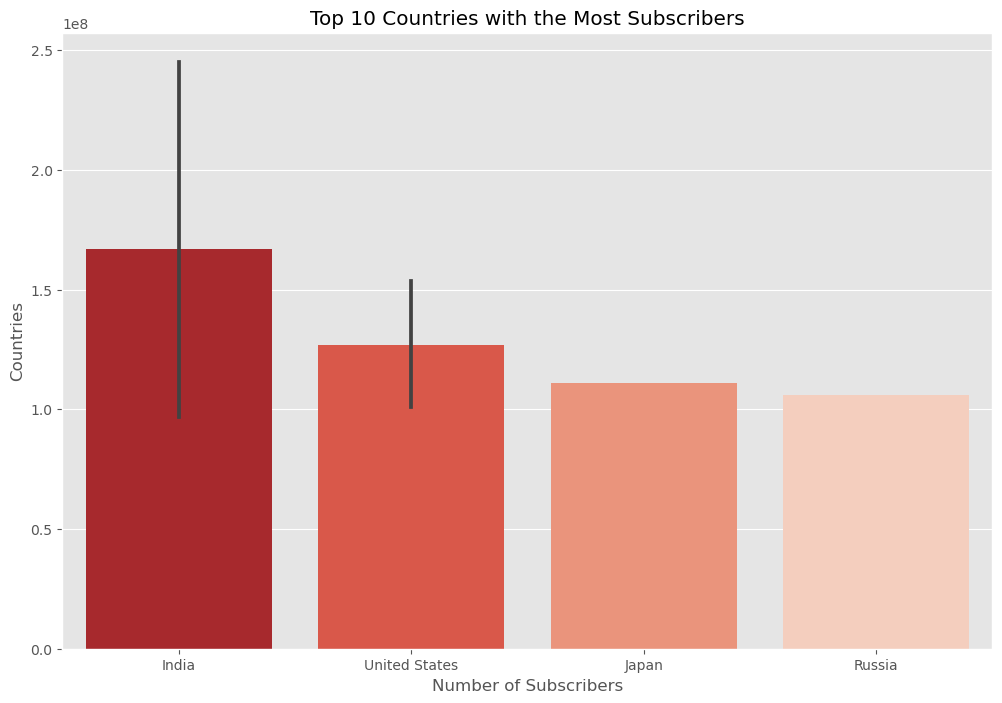 Top 10 Countries with the Most Subscribers
1e8
2.5
2.0
1.5
1.0
0.5
0.0
Countries
India
United States
Japan
Russia
Number of Subscribers